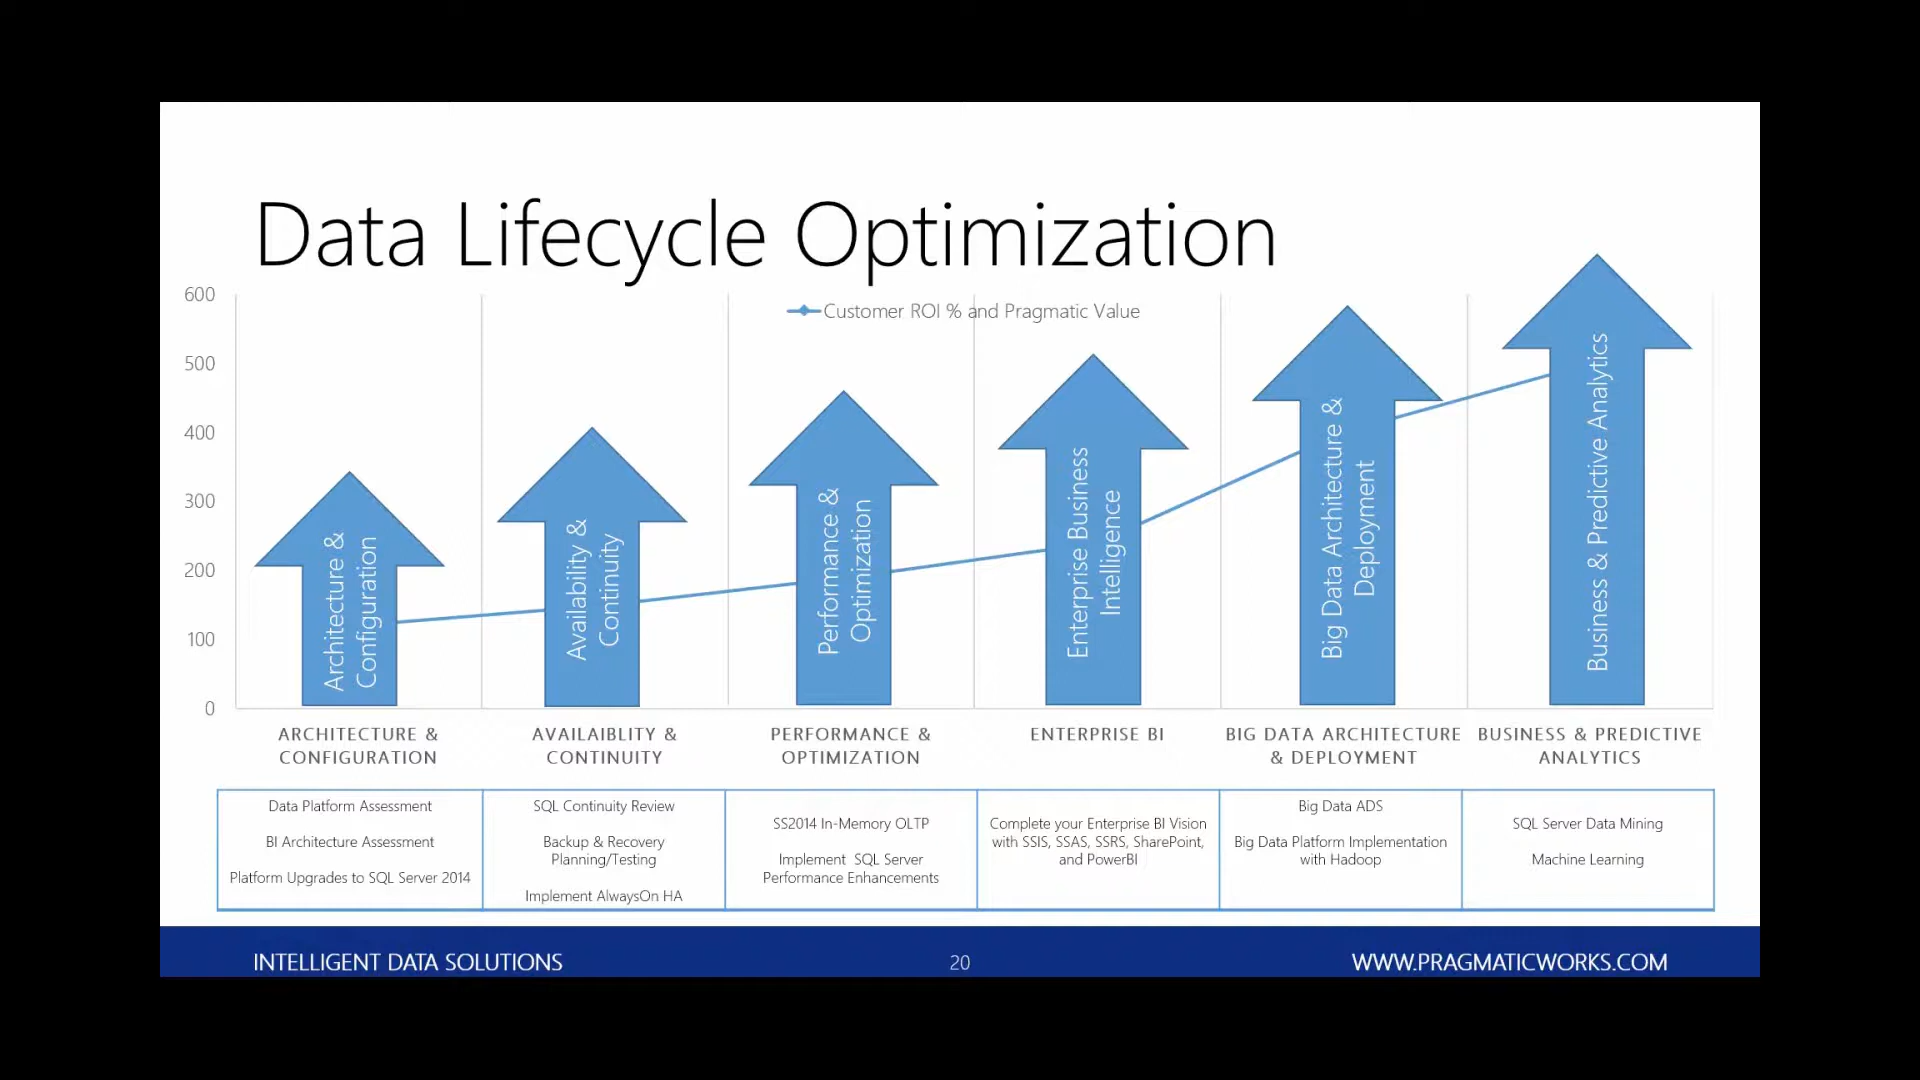 Data Lifecycle Optimization
Customer ROI % and Pragmatic Value
600
500
400
300
200
100
0
Architecture &
Configuration
Availability &
Continuity
Performance &
Optimization
Enterprise Business
Intelligence
Big Data Architecture &
Deployment
Business & Predictive Analytics
ARCHITECTURE &
CONFIGURATION
AVAILAIBLITY &
CONTINUITY
PERFORMANCE &
OPTIMIZATION
ENTERPRISE BI
BIG DATA ARCHITECTURE
& DEPLOYMENT
BUSINESS & PREDICTIVE
ANALYTICS
Data Platform Assessment
BI Architecture Assessment
Platform Upgrades to SQL Server 2014
SQL Continuity Review
Backup & Recovery
Planning/Testing
Implement AlwaysOn HA
SS2014 In-Memory OLTP
Implement SQL Server
Performance Enhancements
Complete your Enterprise BI Vision
with SSIS, SSAS, SSRS, SharePoint,
and PowerBI
Big Data ADS
Big Data Platform Implementation
with Hadoop
SQL Server Data Mining
Machine Learning
INTELLIGENT DATA SOLUTIONS
20
WWW.PRAGMATICWORKS.COM